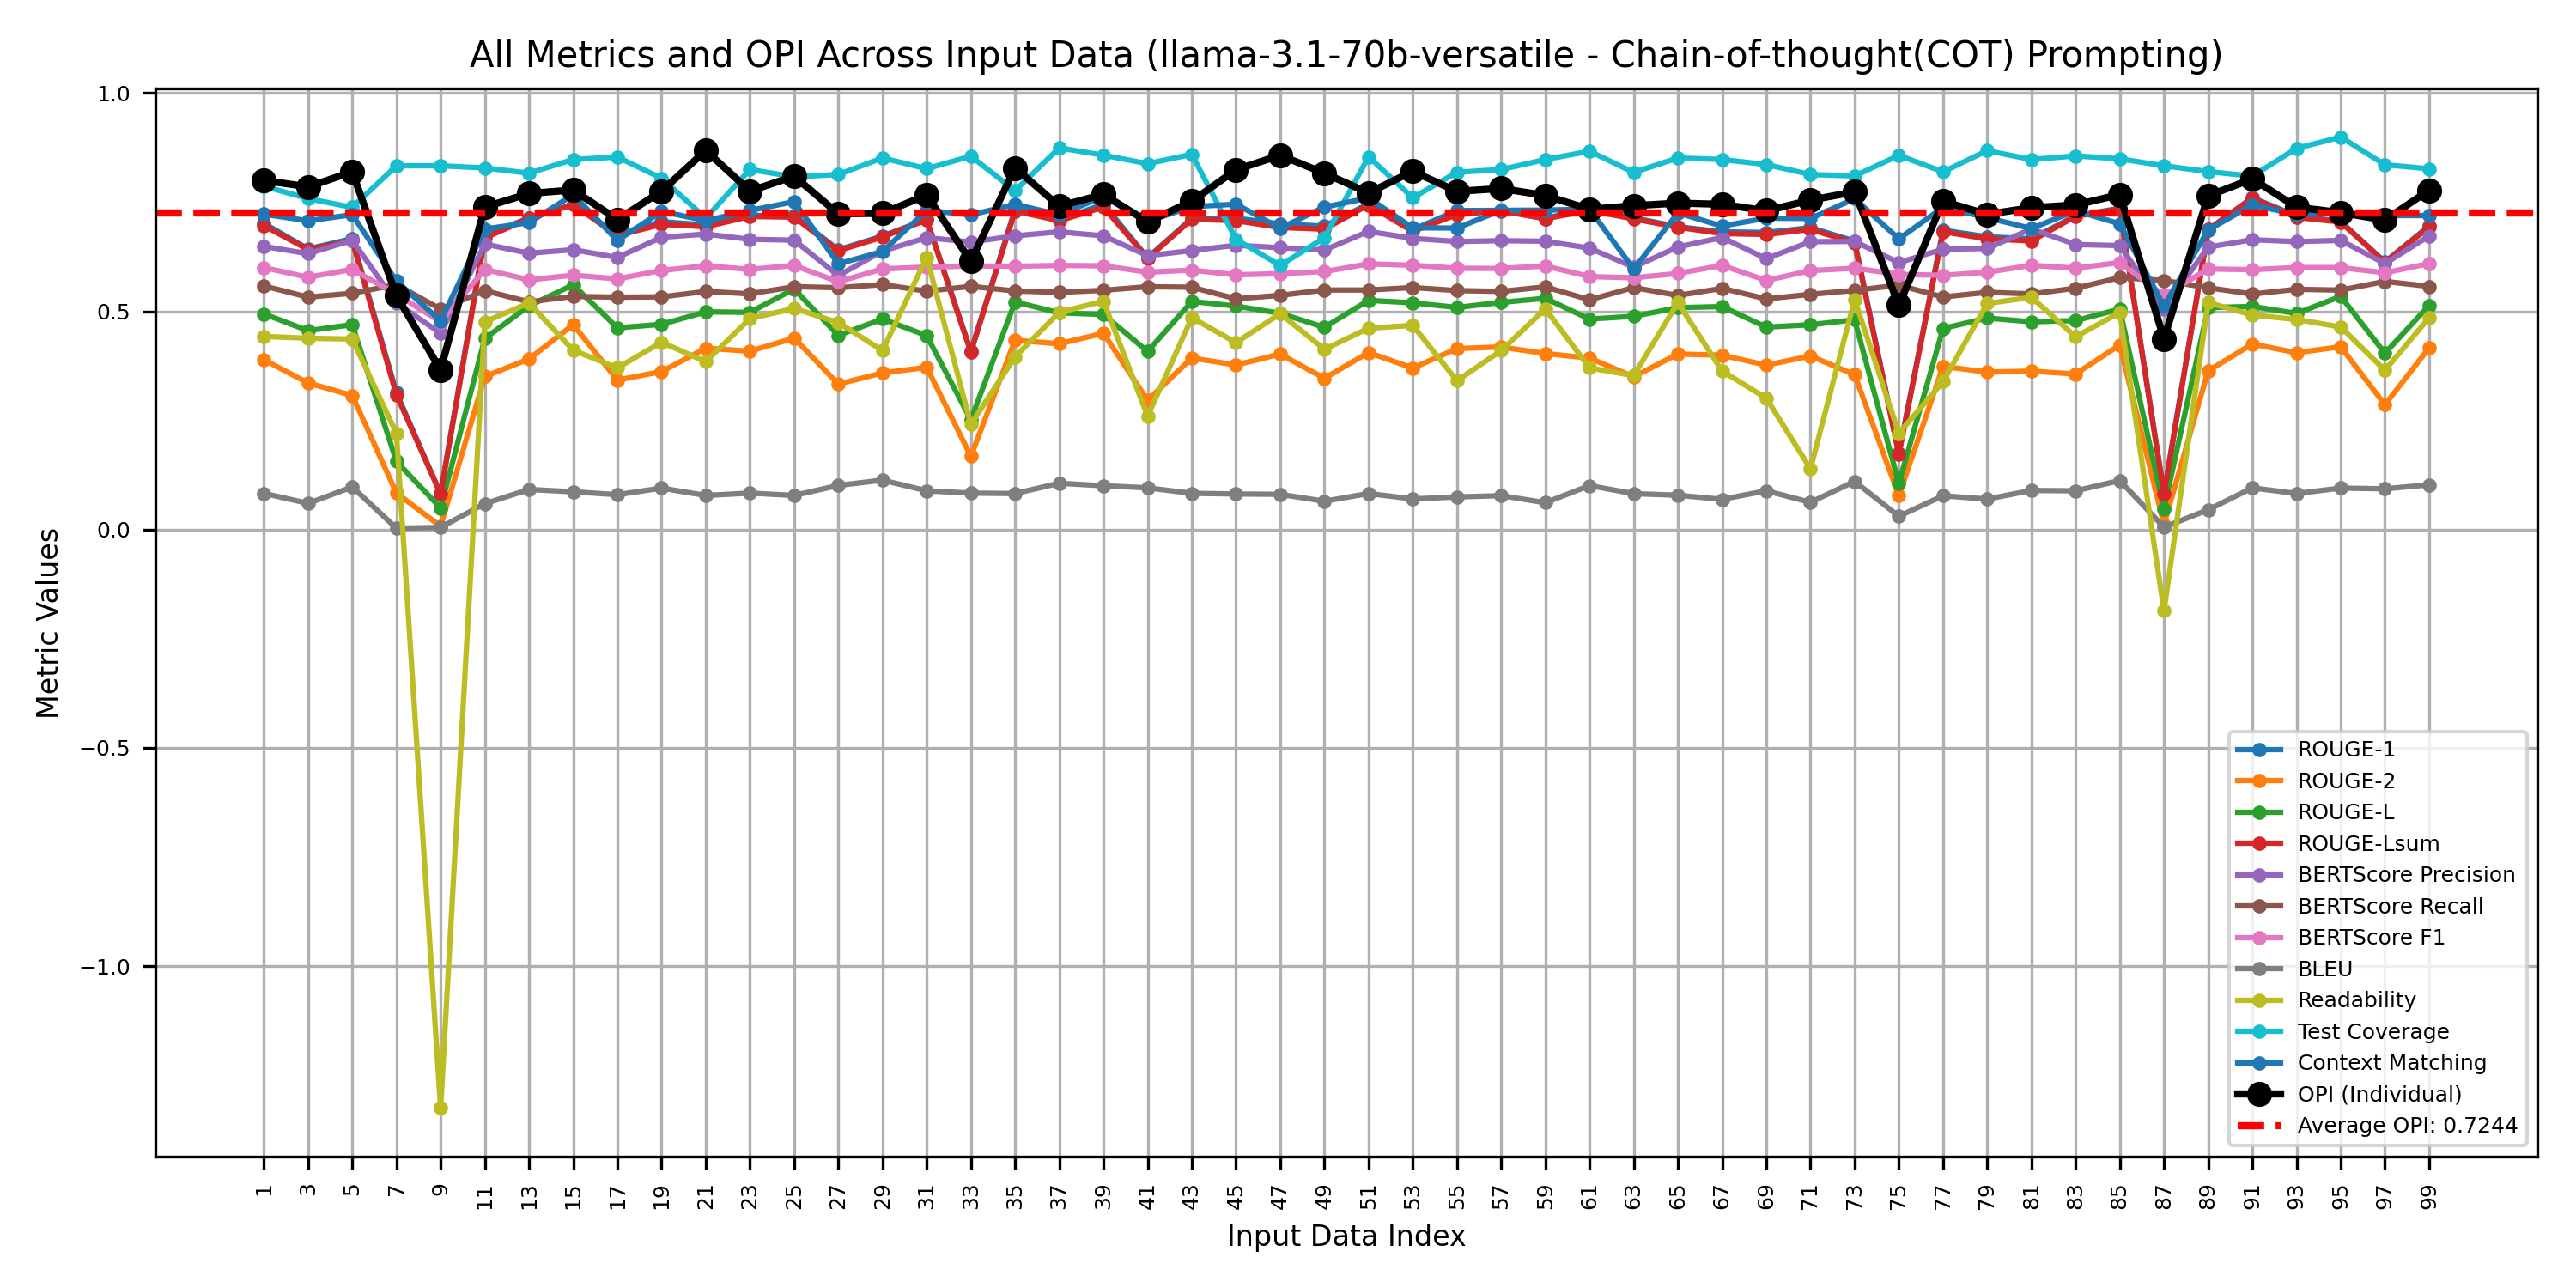 All Metrics and OPI Across Input Data (llama-3.1-70b-versatile - Chain-of-thought(COT) Prompting)
Metric Values
1.0
0.5
0.0
−0.5
−1.0
ROUGE-1
ROUGE-2
ROUGE-L
ROUGE-Lsum
BERTScore Precision
BERTScore Recall
BERTScore F1
BLEU
Readability
Test Coverage
Context Matching
OPI (Individual)
Average OPI: 0.7244
1 3 5 7 9 11 13 15 17 19 21 23 25 27 29 31 33 35 37 39 41 43 45 47 49 51 53 55 57 59 61 63 65 67 69 71 73 75 77 79 81 83 85 87 89 91 93 95 97 99
Input Data Index